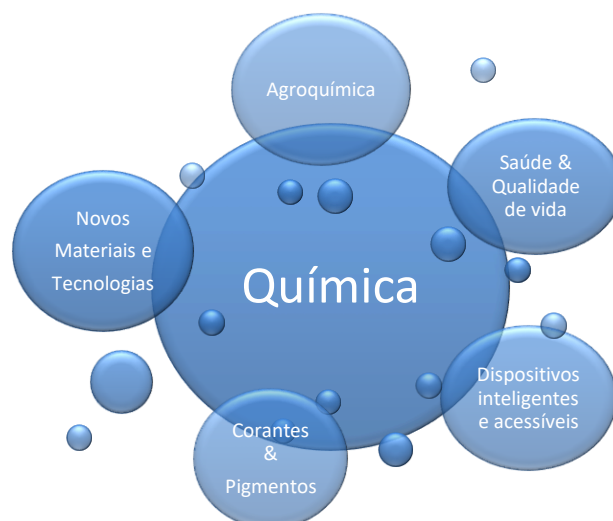 Agroquímica
Saúde &
Qualidade
de vida
Novos
Materiais e
Tecnologias
Química
Dispositivos
inteligentes
e acessíveis
Corantes
&
Pigmentos